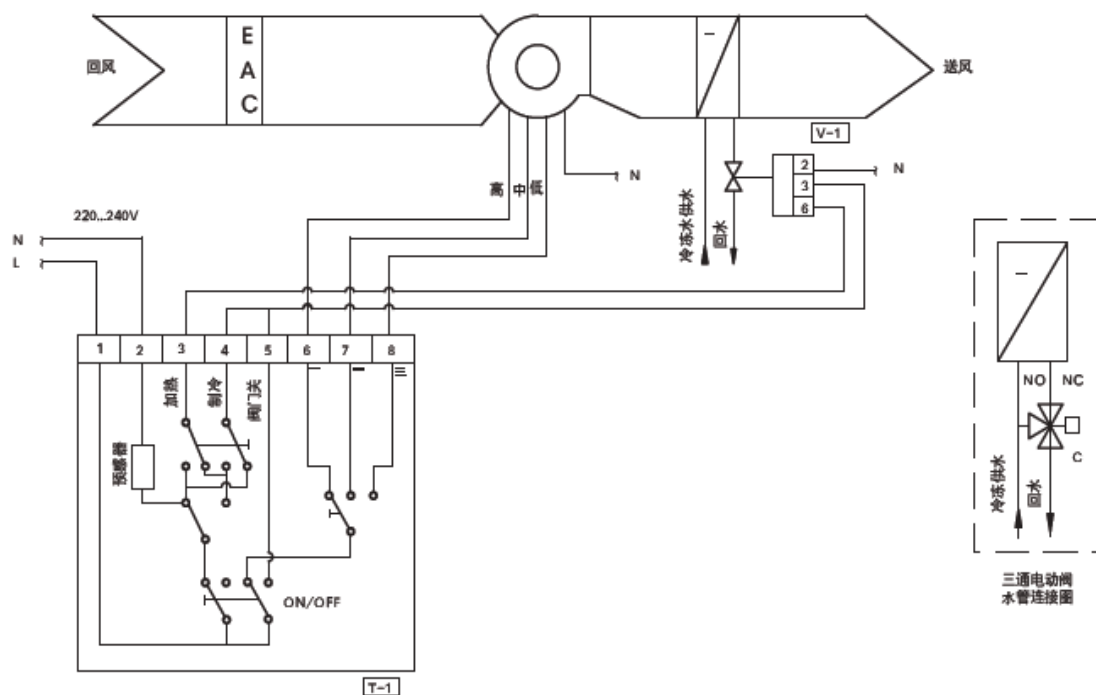 E
A
C
回风
送风
V-1
高 中 低
N
2
3
6
N
220...240V
N
L
冷冻水供水
回水
1 2 3 4 5 6 7 8
加热
制冷
阀门关
预感器
ON/OFF
T-1
NO NC
C
冷冻供水
回水
三通电动阀
水管连接图